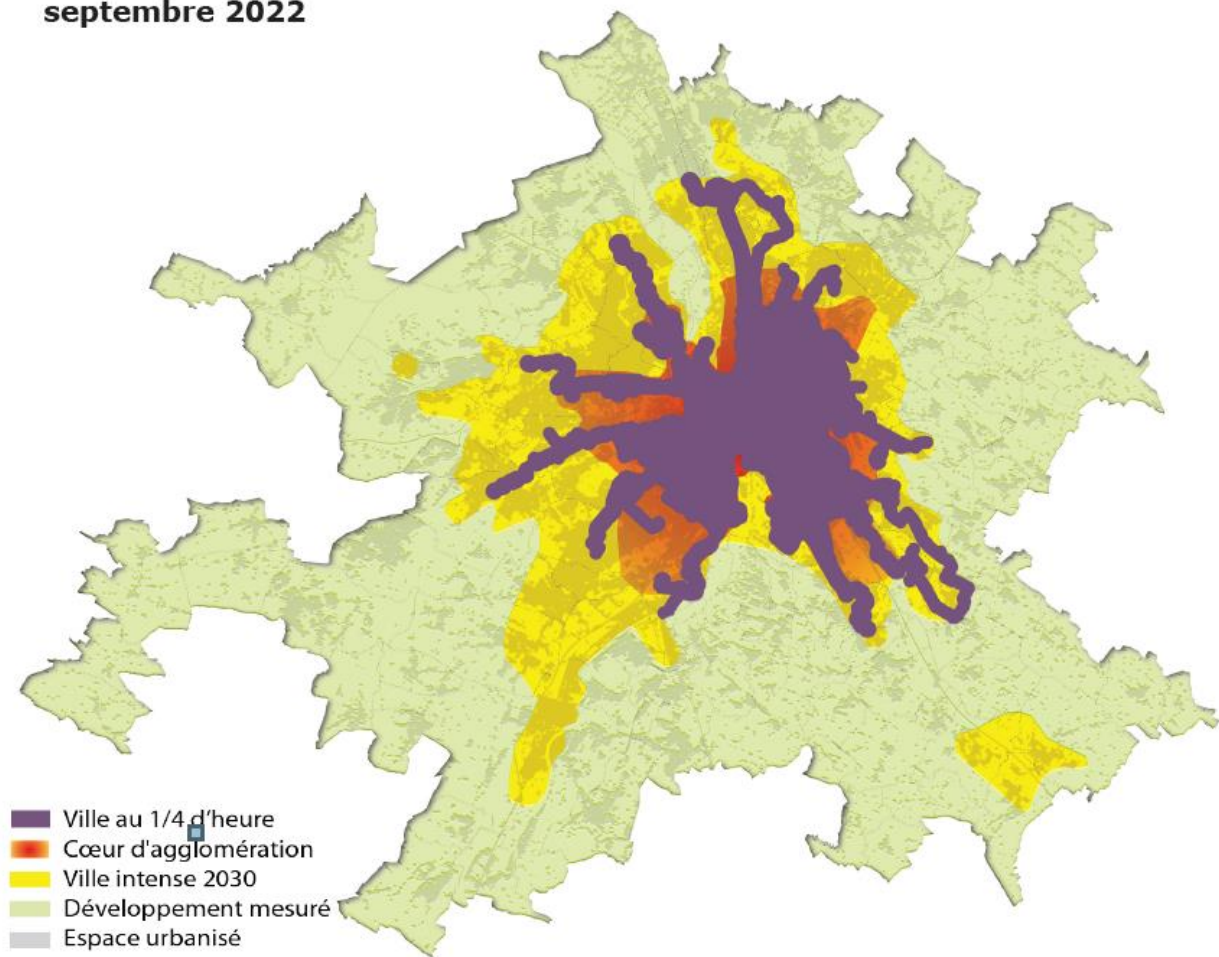 septembre 2022
Ville au 1/4 d'heure
Cœur d'agglomération
Ville intense 2030
Développement mesuré
Espace urbanisé